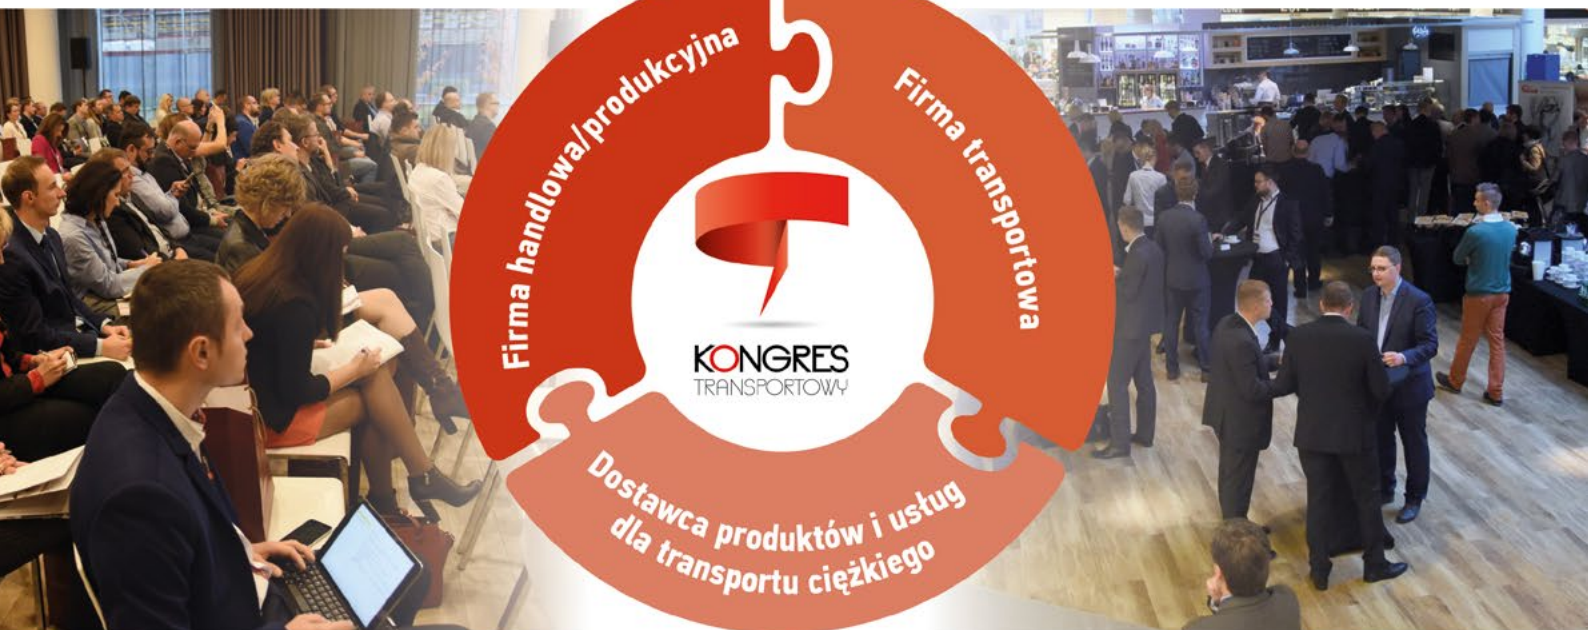 Firma handlowa/produkcyjna
Firma transportowa
KONGRES
TRANSPORTOWY
Dostawca produktów i usług
dla transportu ciężkiego